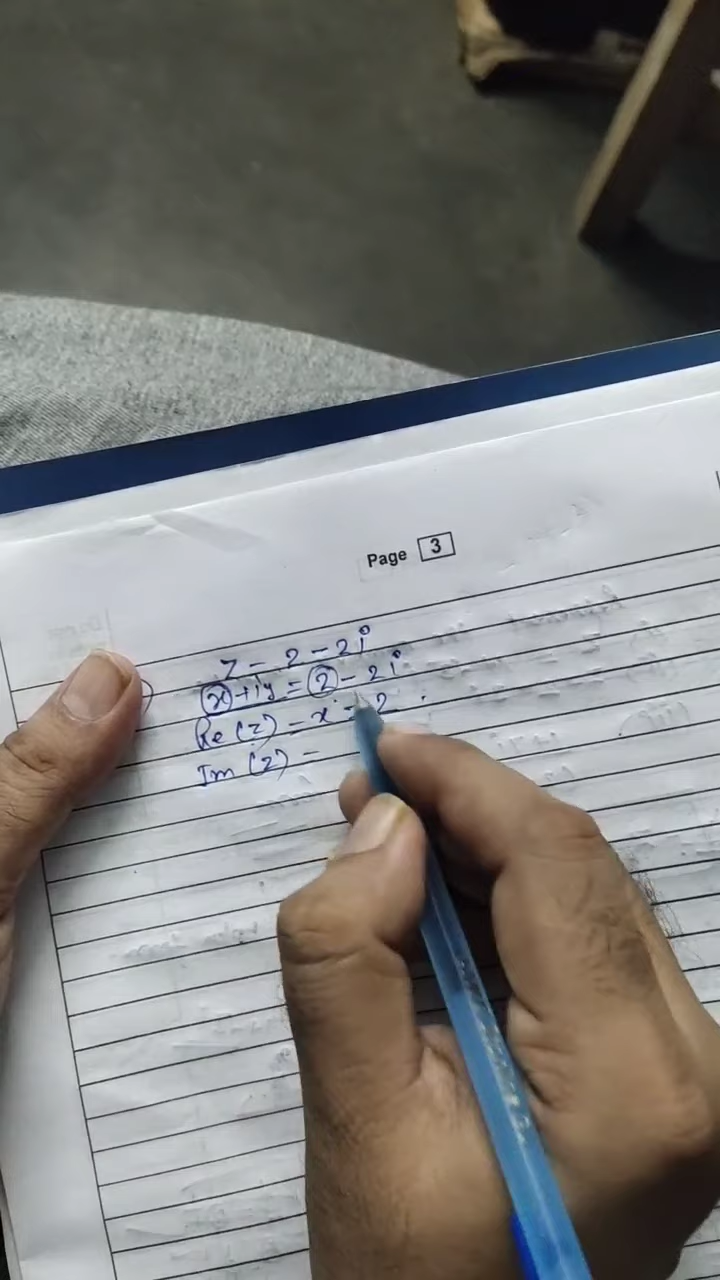 Page 3
Z = 2 - 2i
x + iy = 2 - 2i
Re (z) = x = 2
Im (z) =